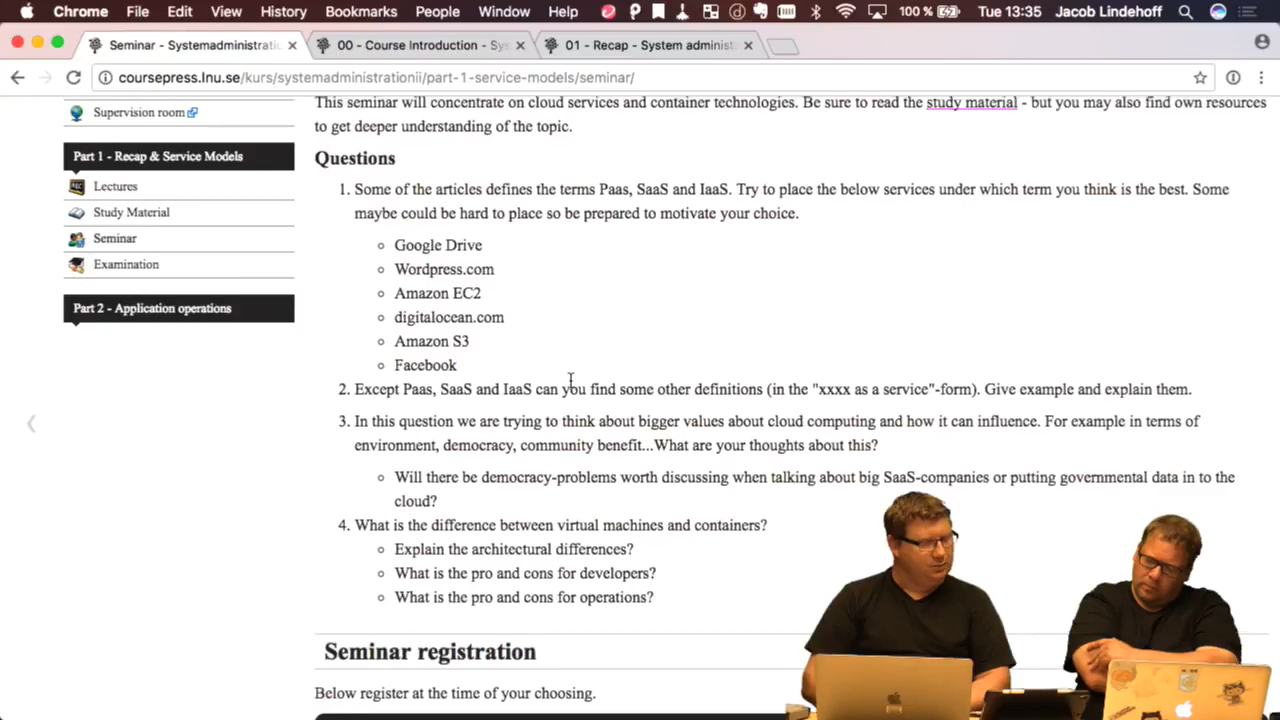 Chrome File Edit View History Bookmarks People Window Help 100 % Tue 13:35 Jacob Lindehoff
Seminar - Systemadministrati 00 - Course Introduction - Sys 01 - Recap - System administ
coursepress.lnu.se/kurs/systemadministrationii/part-1-service-models/seminar/
This seminar will concentrate on cloud services and container technologies. Be sure to read the study material - but you may also find own resources
Supervision room
to get deeper understanding of the topic.
Part 1 - Recap & Service Models
Lectures
Study Material
Seminar
Examination
Part 2 - Application operations
Questions
1. Some of the articles defines the terms Paas, SaaS and IaaS. Try to place the below services under which term you think is the best. Some
maybe could be hard to place so be prepared to motivate your choice.
Google Drive
Wordpress.com
Amazon EC2
digitalocean.com
Amazon S3
Facebook
2. Except Paas, SaaS and IaaS can you find some other definitions (in the "xxxx as a service"-form). Give example and explain them.
3. In this question we are trying to think about bigger values about cloud computing and how it can influence. For example in terms of
environment, democracy, community benefit...What are your thoughts about this?
Will there be democracy-problems worth discussing when talking about big SaaS-companies or putting governmental data in to the
cloud?
4. What is the difference between virtual machines and containers?
Explain the architectural differences?
What is the pro and cons for developers?
What is the pro and cons for operations?
Seminar registration
Below register at the time of your choosing.